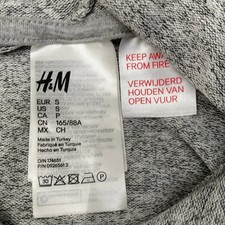 H&M
EUR S
US S
CA P
CN 165/88A
MX CH
Made in Turkey
Fabriqué en Turquie
Hecho en Turquía
KEEP AWAY
FROM FIRE
VERWIJDERD
HOUDEN VAN
OPEN VUUR